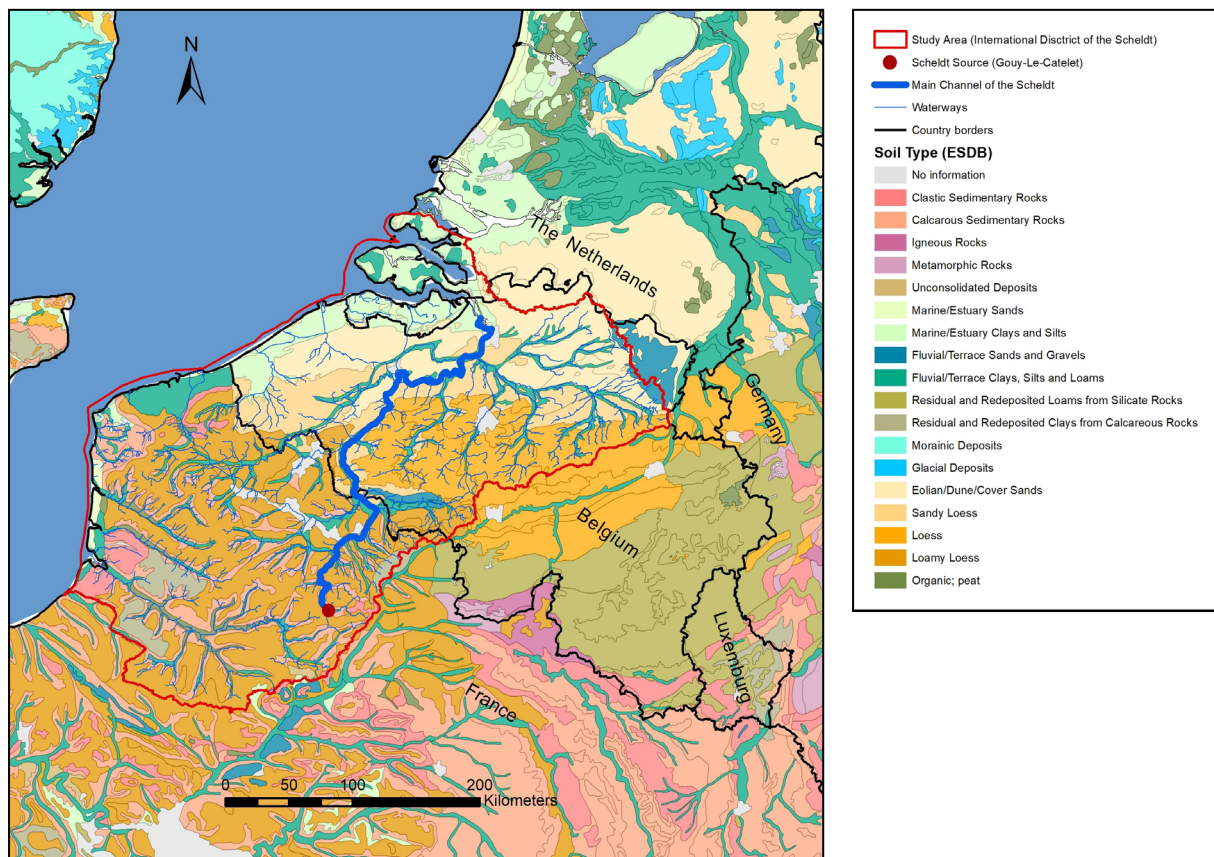 N
The Netherlands
Germany
Belgium
Luxemburg
France
0 50 100 200
Kilometers
Study Area (International Disctrict of the Scheldt)
Scheldt Source (Gouy-Le-Catelet)
Main Channel of the Scheldt
Waterways
Country borders
Soil Type (ESDB)
No information
Clastic Sedimentary Rocks
Calcarous Sedimentary Rocks
Igneous Rocks
Metamorphic Rocks
Unconsolidated Deposits
Marine/Estuary Sands
Marine/Estuary Clays and Silts
Fluvial/Terrace Sands and Gravels
Fluvial/Terrace Clays, Silts and Loams
Residual and Redeposited Loams from Silicate Rocks
Residual and Redeposited Clays from Calcareous Rocks
Morainic Deposits
Glacial Deposits
Eolian/Dune/Cover Sands
Sandy Loess
Loess
Loamy Loess
Organic; peat